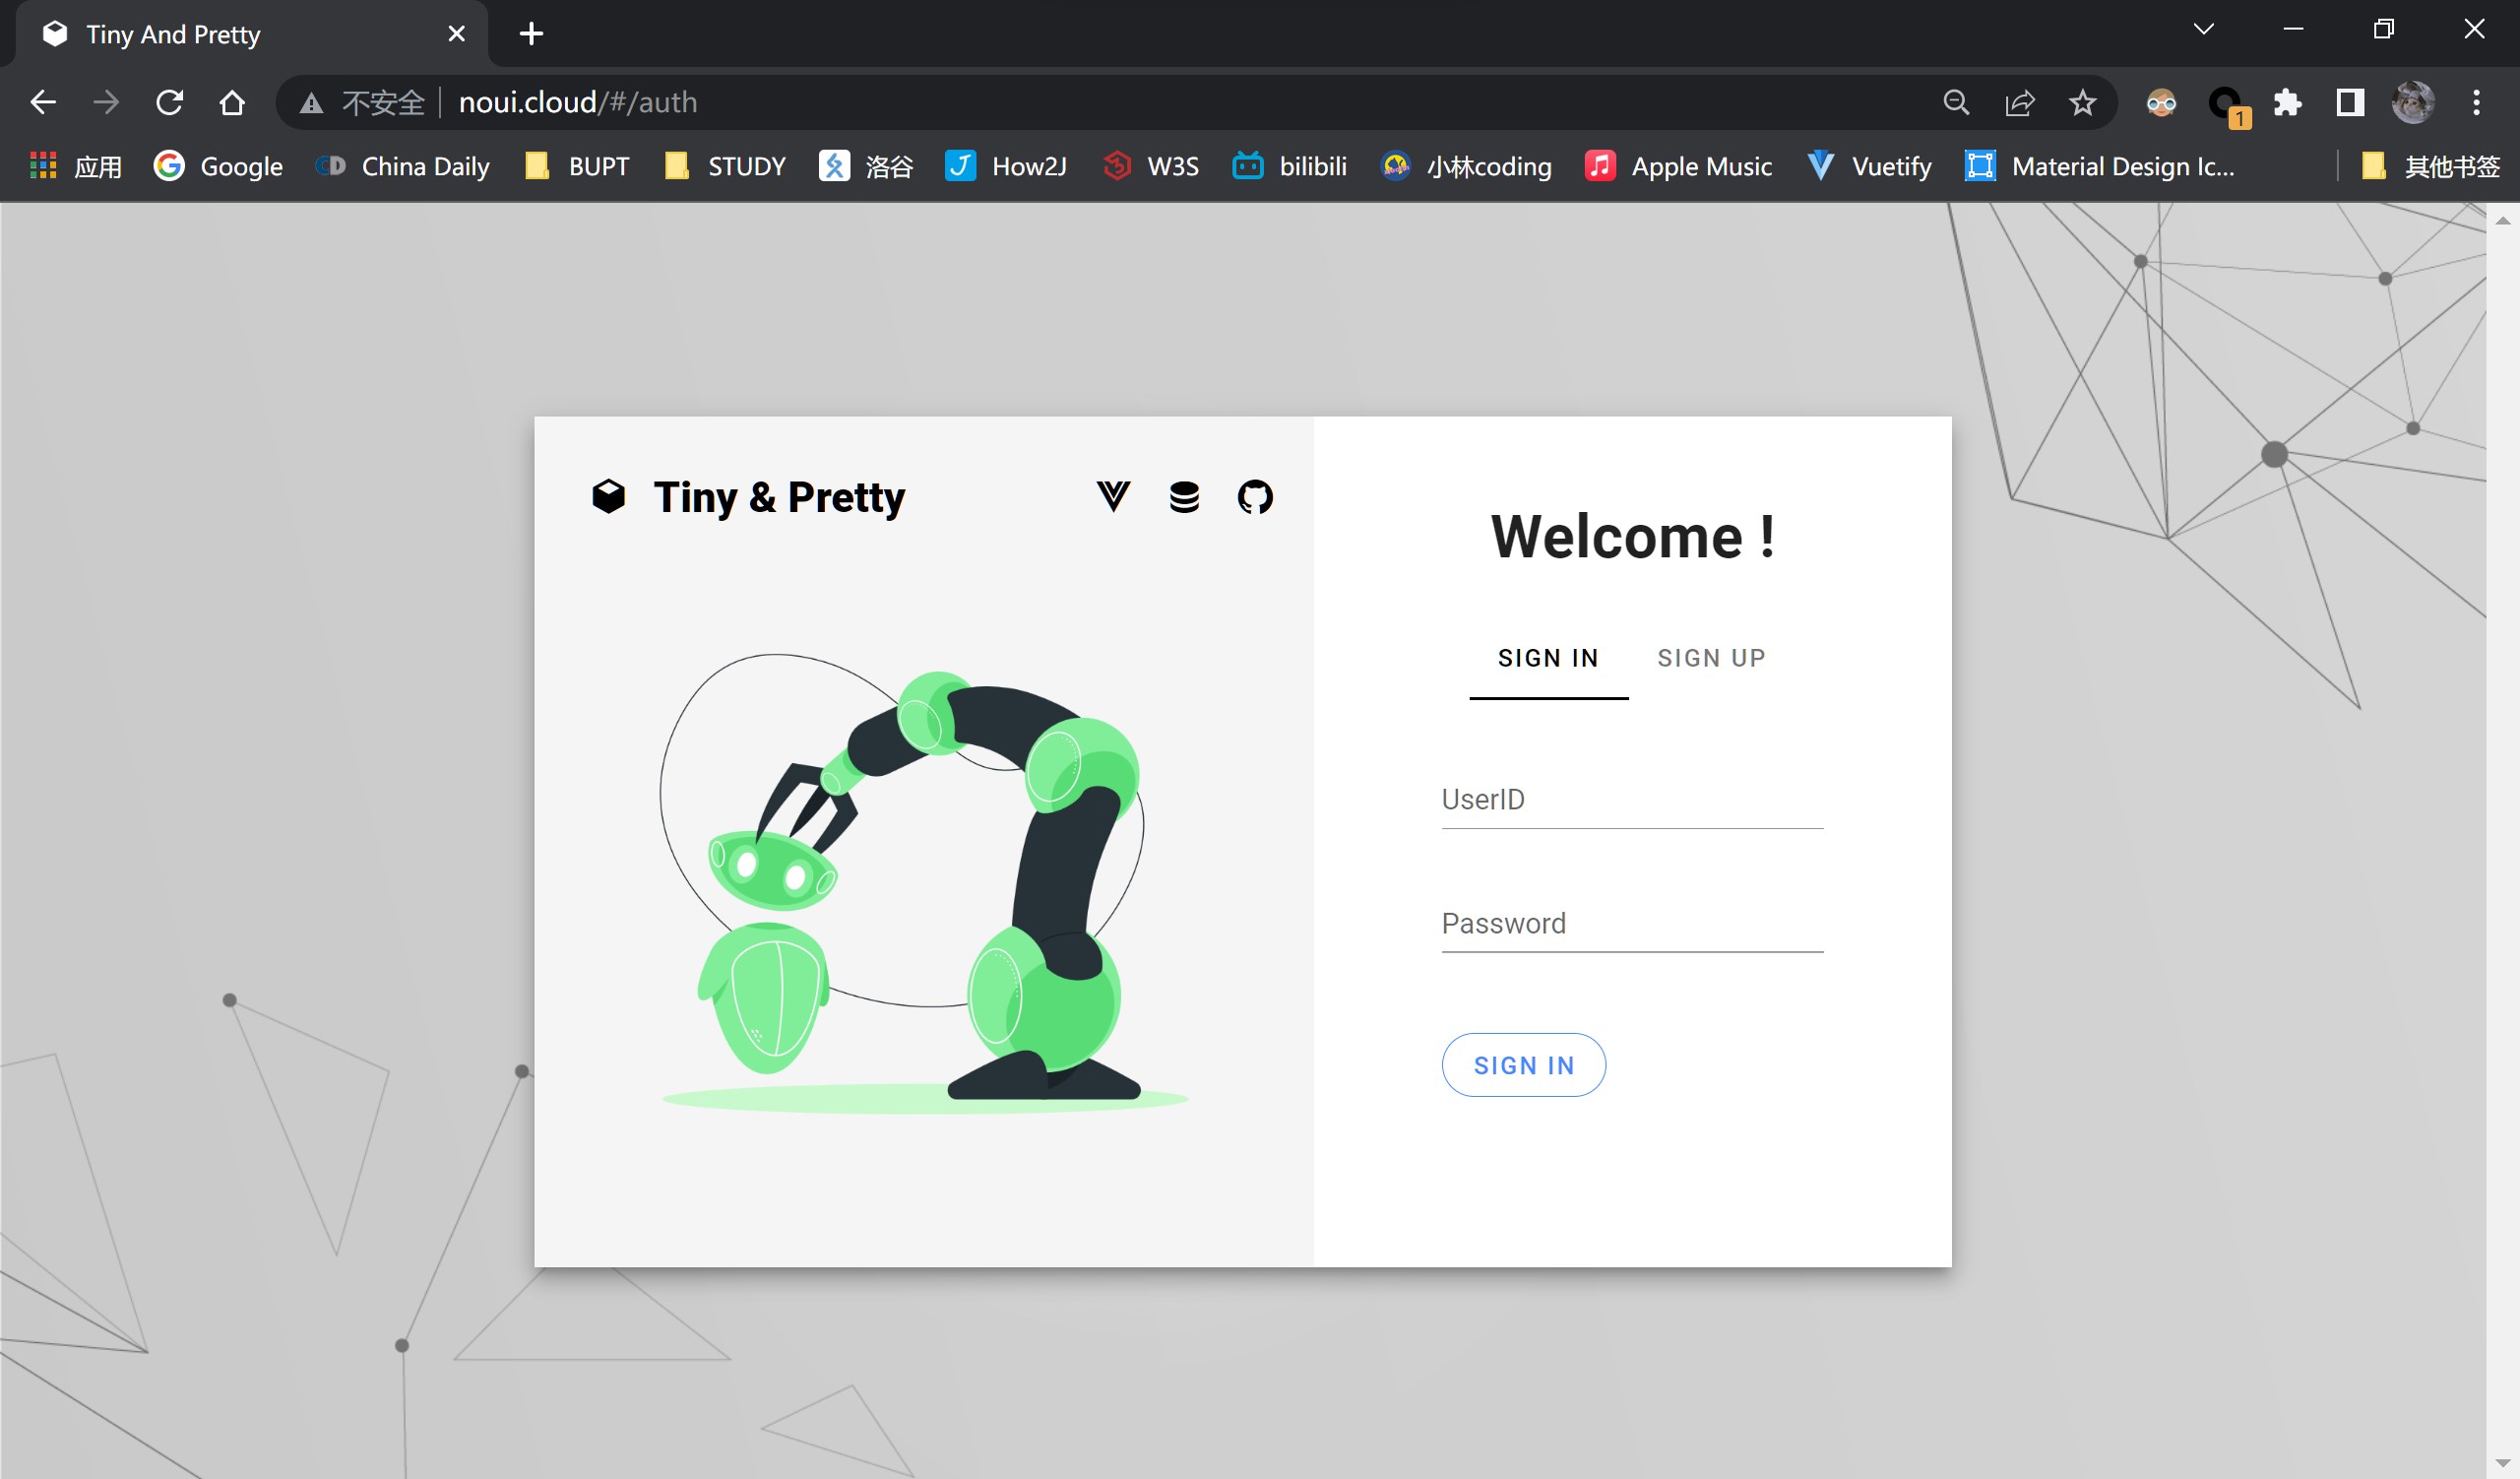 Tiny And Pretty
不安全 noui.cloud/#/auth
1
应用 Google China Daily BUPT STUDY 洛谷 How2J W3S bilibili 小林coding Apple Music Vuetify Material Design Ic... 其他书签
Tiny & Pretty
Welcome !
SIGN IN SIGN UP
UserID
Password
SIGN IN